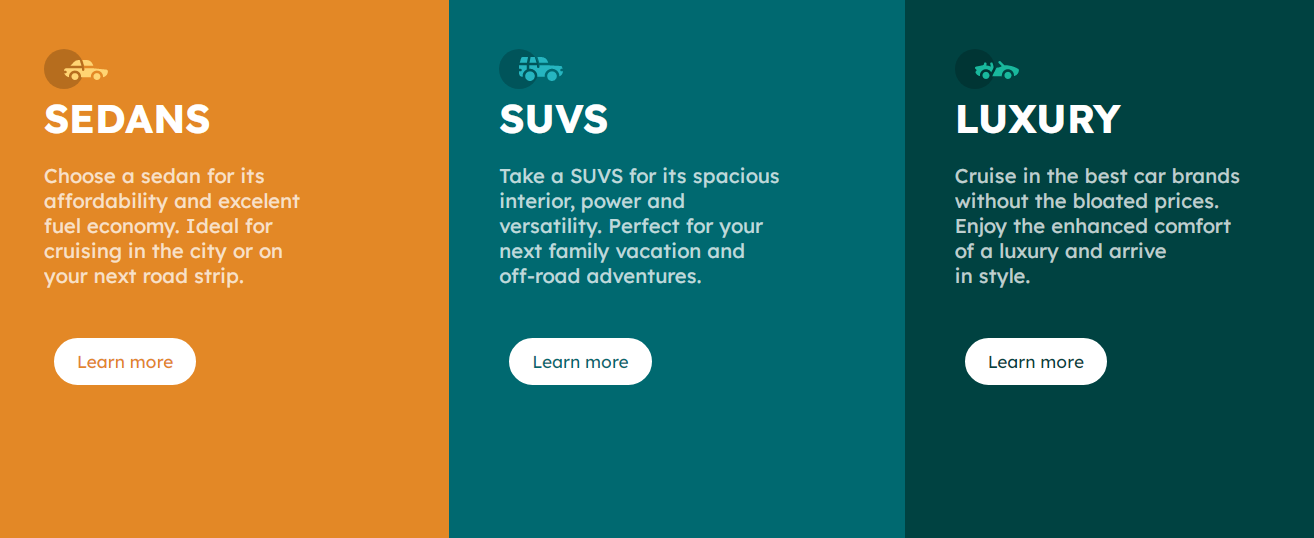 SEDANS
Choose a sedan for its
affordability and excelent
fuel economy. Ideal for
cruising in the city or on
your next road strip.
Learn more
SUVS
Take a SUVS for its spacious
interior, power and
versatility. Perfect for your
next family vacation and
off-road adventures.
Learn more
LUXURY
Cruise in the best car brands
without the bloated prices.
Enjoy the enhanced comfort
of a luxury and arrive
in style.
Learn more